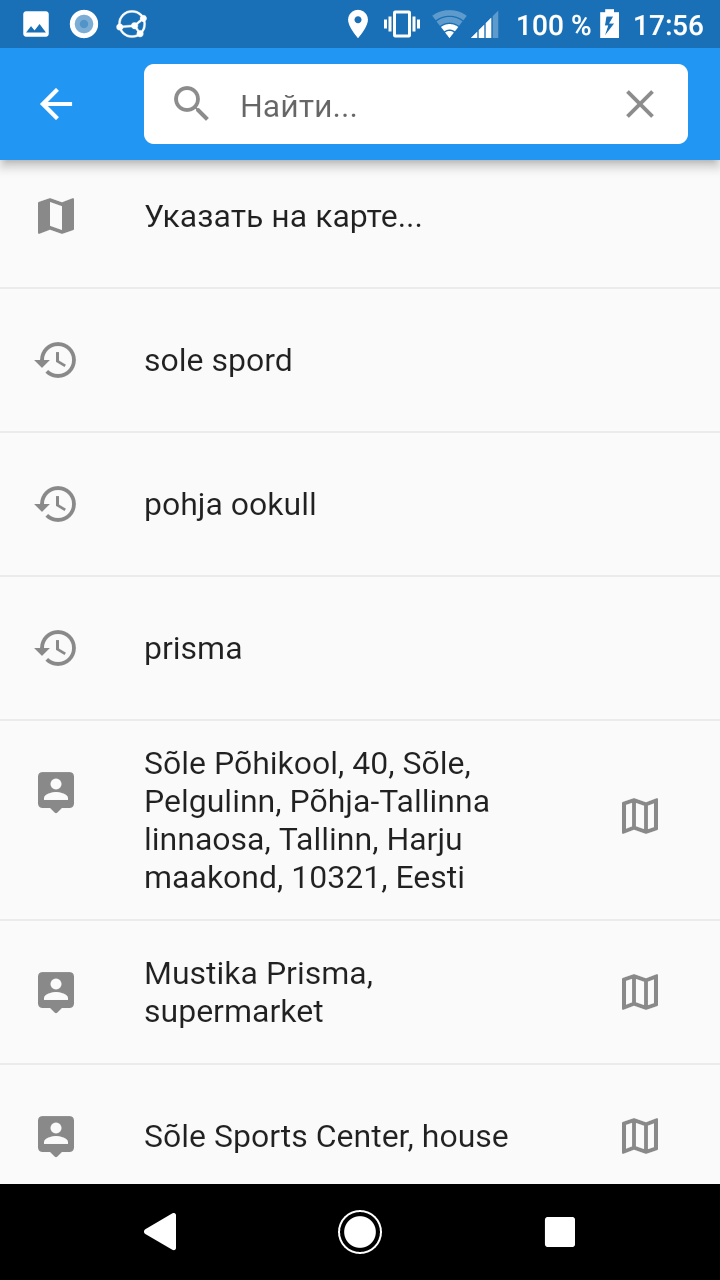 100 % 17:56
Найти...
Указать на карте...
sole spord
pohja ookull
prisma
Sõle Põhikool, 40, Sõle,
Pelgulinn, Põhja-Tallinna
linnaosa, Tallinn, Harju
maakond, 10321, Eesti
Mustika Prisma,
supermarket
Sõle Sports Center, house